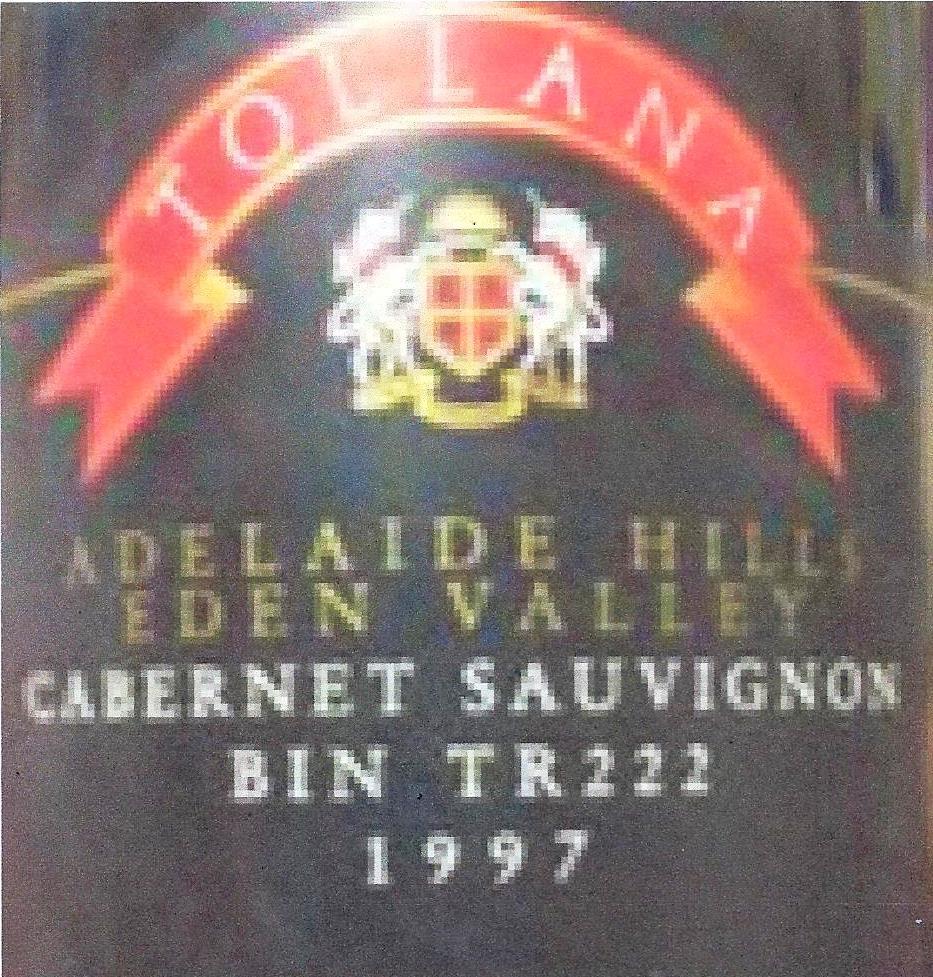 TOLLANA
ADELAIDE HILLS
EDEN VALLEY
CABERNET SAUVIGNON
BIN TR222
1997